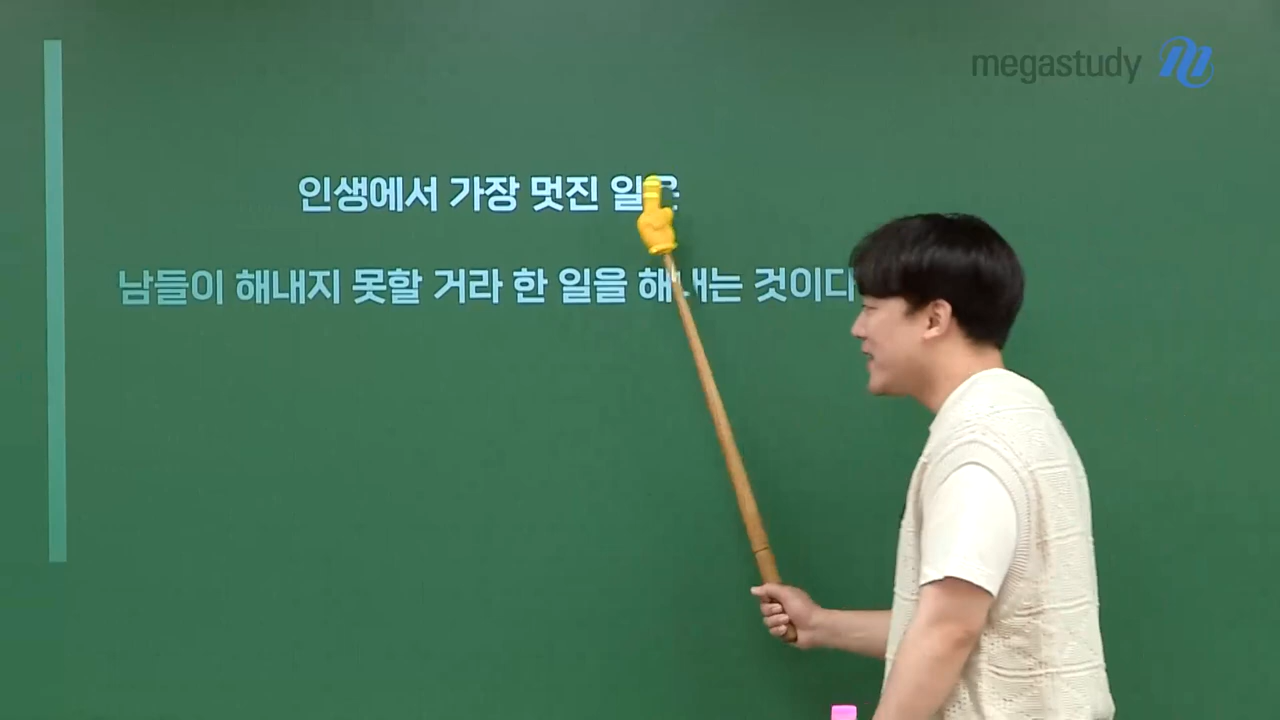 megastudy
인생에서 가장 멋진 일은
남들이 해내지 못할 거라 한 일을 해내는 것이다